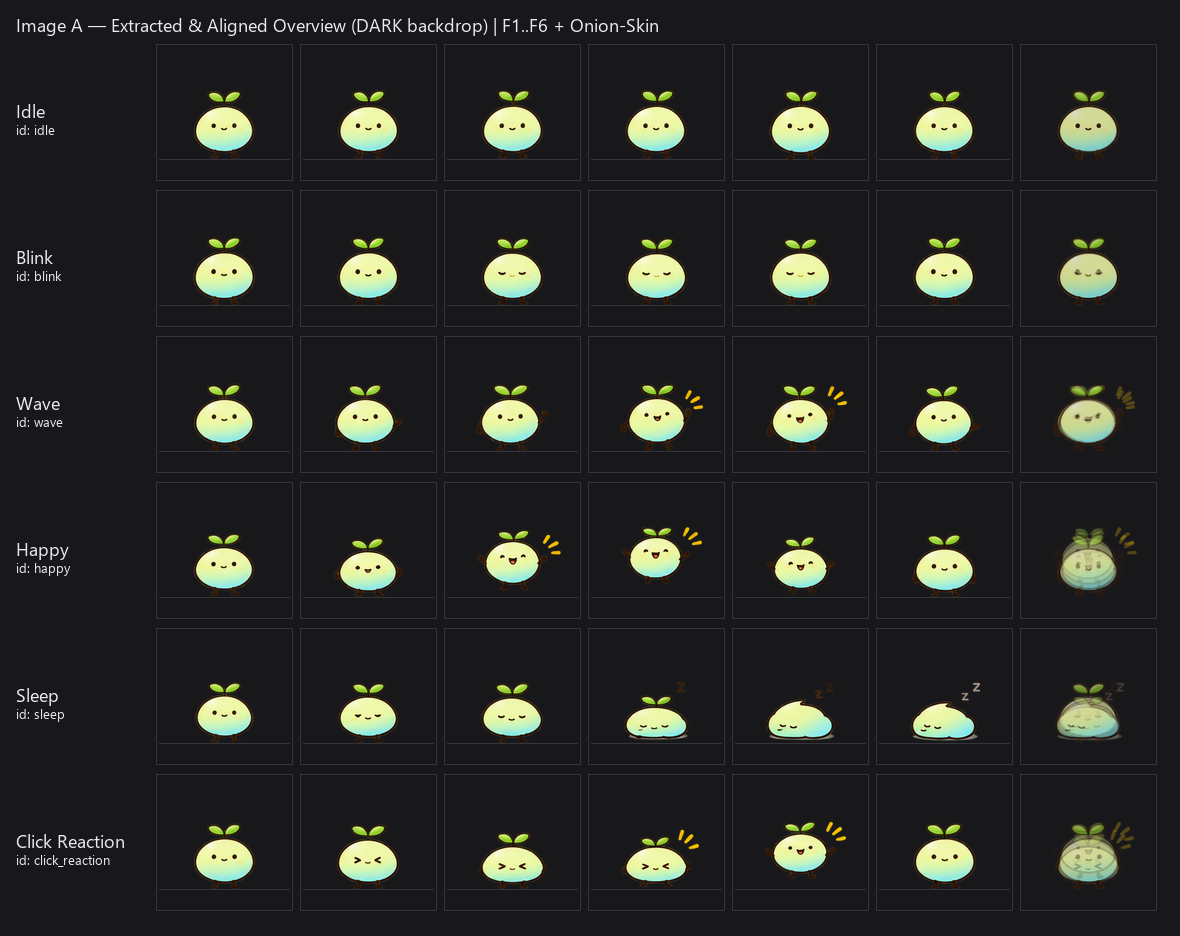 Image A — Extracted & Aligned Overview (DARK backdrop) | F1..F6 + Onion-Skin
Idle
id: idle
Blink
id: blink
Wave
id: wave
Happy
id: happy
Sleep
id: sleep
z
z z
z z
z z
Click Reaction
id: click_reaction